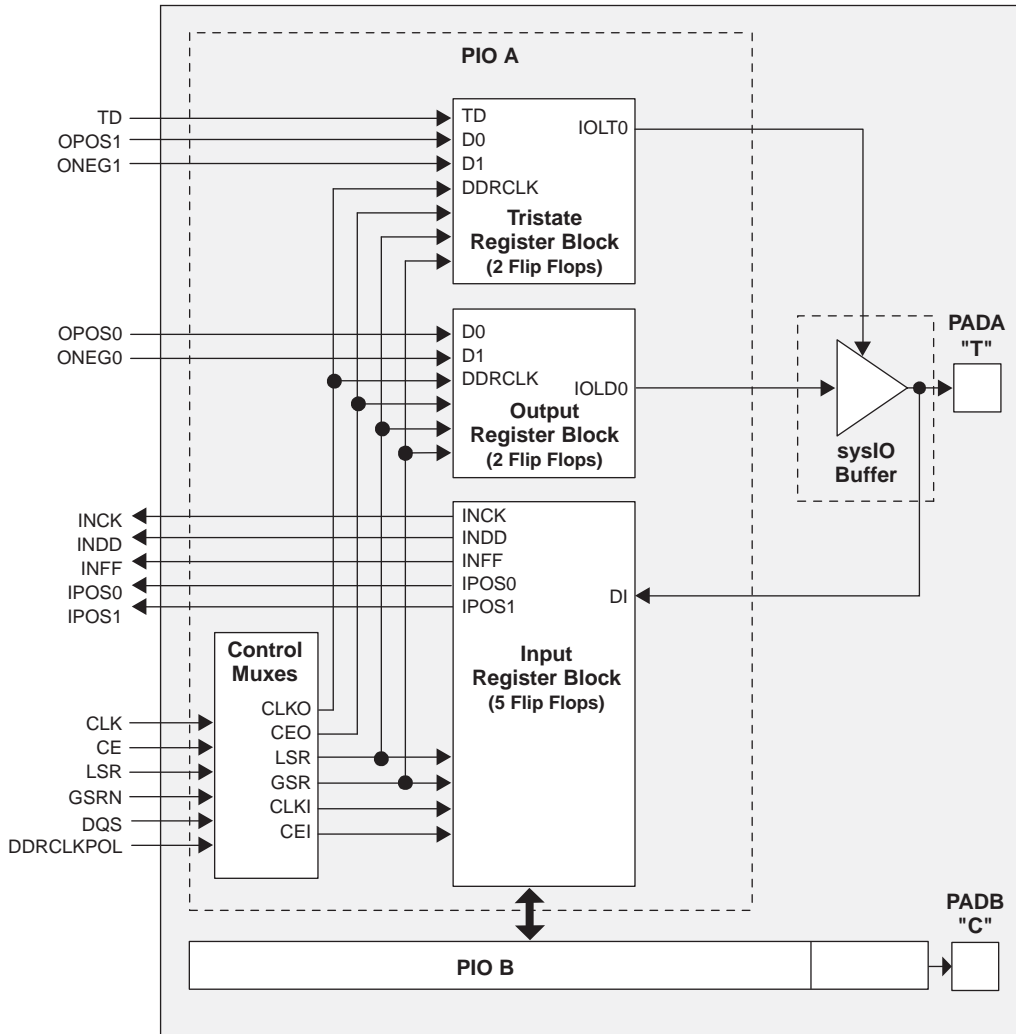 PIO A
TD
OPOS1
ONEG1
TD
D0
D1
DDRCLK
IOLT0
Tristate
Register Block
(2 Flip Flops)
OPOS0
ONEG0
D0
D1
DDRCLK
IOLD0
Output
Register Block
(2 Flip Flops)
PADA
"T"
sysIO
Buffer
INCK
INDD
INFF
IPOS0
IPOS1
INCK
INDD
INFF
IPOS0
IPOS1
DI
Input
Register Block
(5 Flip Flops)
Control
Muxes
CLKO
CEO
LSR
GSR
CLKI
CEI
CLK
CE
LSR
GSRN
DQS
DDRCLKPOL
PIO B
PADB
"C"